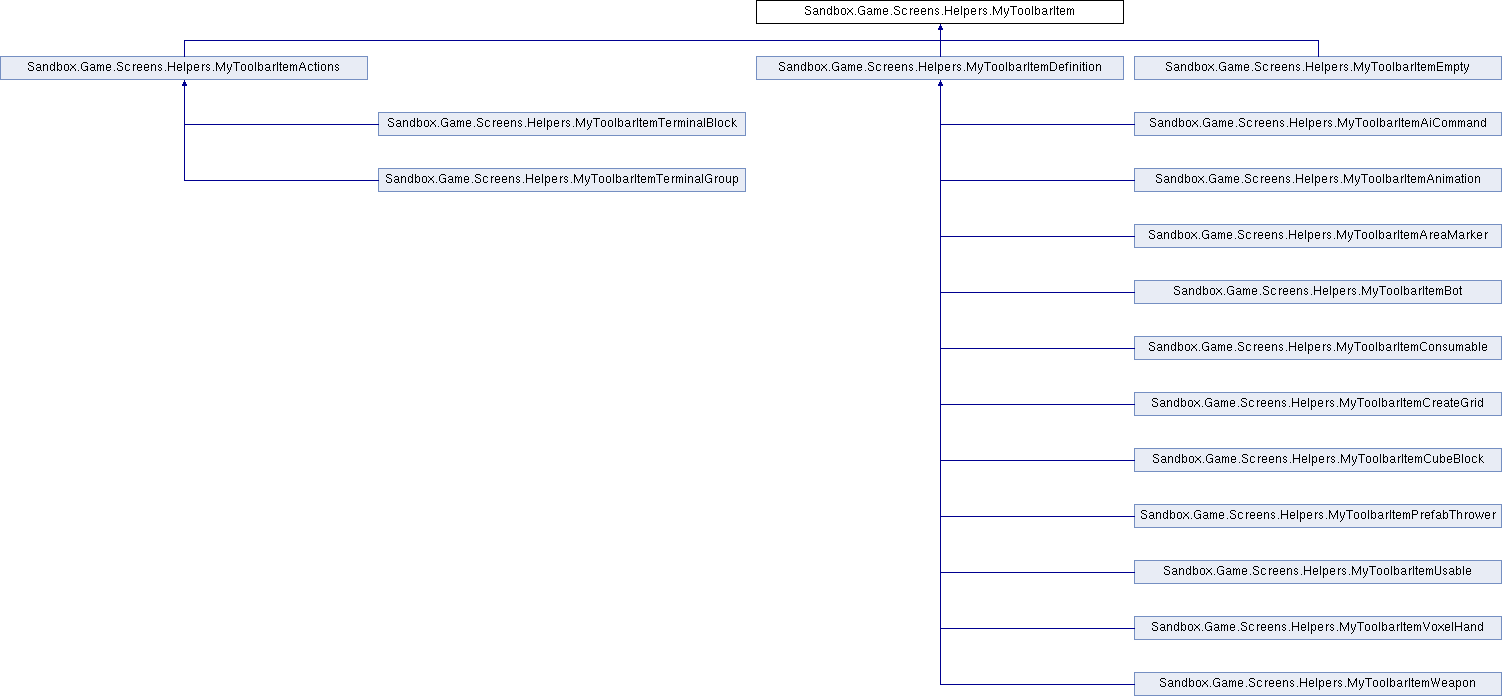 Sandbox.Game.Screens.Helpers.MyToolbarItem
Sandbox.Game.Screens.Helpers.MyToolbarItemActions
Sandbox.Game.Screens.Helpers.MyToolbarItemDefinition
Sandbox.Game.Screens.Helpers.MyToolbarItemEmpty
Sandbox.Game.Screens.Helpers.MyToolbarItemTerminalBlock
Sandbox.Game.Screens.Helpers.MyToolbarItemAiCommand
Sandbox.Game.Screens.Helpers.MyToolbarItemTerminalGroup
Sandbox.Game.Screens.Helpers.MyToolbarItemAnimation
Sandbox.Game.Screens.Helpers.MyToolbarItemAreaMarker
Sandbox.Game.Screens.Helpers.MyToolbarItemBot
Sandbox.Game.Screens.Helpers.MyToolbarItemConsumable
Sandbox.Game.Screens.Helpers.MyToolbarItemCreateGrid
Sandbox.Game.Screens.Helpers.MyToolbarItemCubeBlock
Sandbox.Game.Screens.Helpers.MyToolbarItemPrefabThrower
Sandbox.Game.Screens.Helpers.MyToolbarItemUsable
Sandbox.Game.Screens.Helpers.MyToolbarItemVoxelHand
Sandbox.Game.Screens.Helpers.MyToolbarItemWeapon